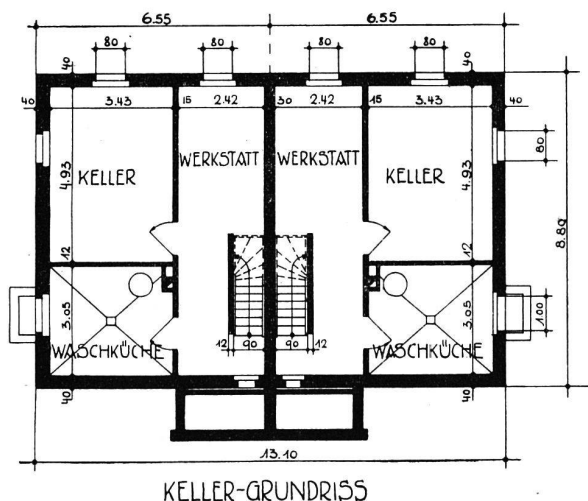 6.55 6.55
80 80 80 80
40 40
40 3.43 15 2.42 30 2.42 15 3.43 40
WERKSTATT WERKSTATT
KELLER KELLER
4.93 4.93 80
8.89
12 12
3.05 3.05 1.00
WASCHKÜCHE WASCHKÜCHE
12 90 90 12
40 40
13.10
KELLER-GRUNDRISS